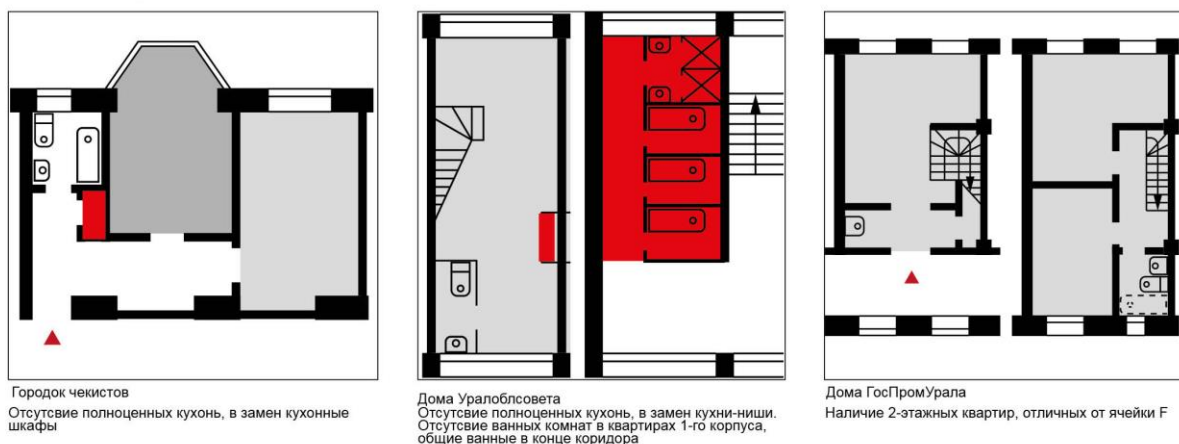 Городок чекистов
Отсутсвие полноценных кухонь, в замен кухонные
шкафы
Дома Уралоблсовета
Отсутсвие полноценных кухонь, в замен кухни-ниши.
Отсутсвие ванных комнат в квартирах 1-го корпуса,
общие ванные в конце коридора
Дома ГосПромУрала
Наличие 2-этажных квартир, отличных от ячейки F